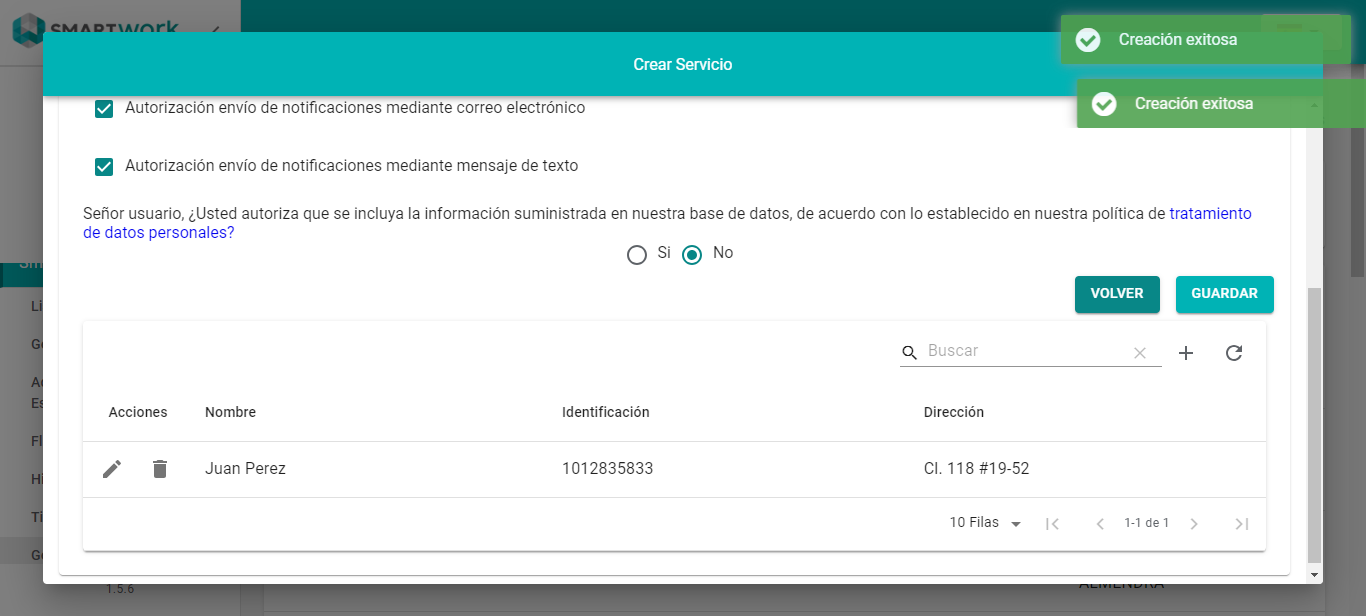 SMARTWORK
Crear Servicio
Creación exitosa
Creación exitosa
Autorización envío de notificaciones mediante correo electrónico
Autorización envío de notificaciones mediante mensaje de texto
Señor usuario, ¿Usted autoriza que se incluya la información suministrada en nuestra base de datos, de acuerdo con lo establecido en nuestra política de tratamiento
de datos personales?
Si No
VOLVER GUARDAR
Buscar
Acciones Nombre Identificación Dirección
Juan Perez 1012835833 Cl. 118 #19-52
10 Filas 1-1 de 1
1.5.6